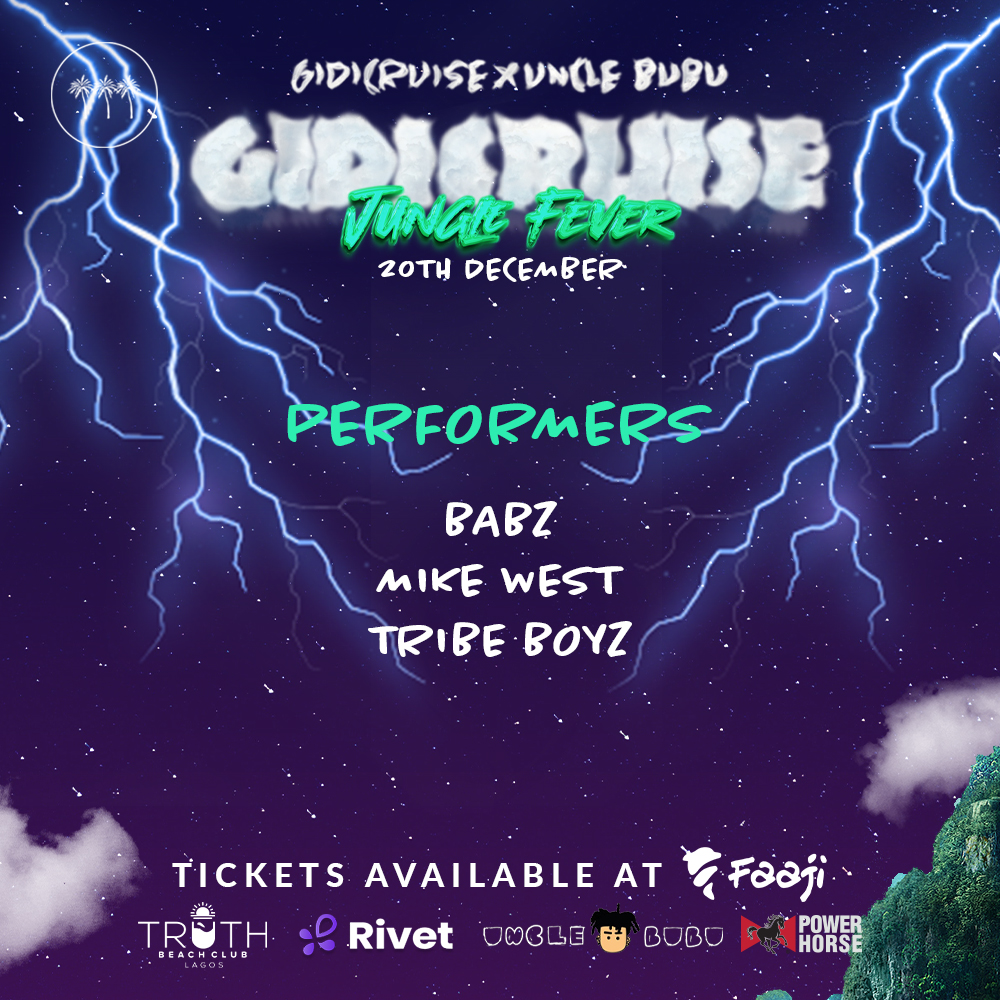 GIDICRUISE X UNCLE BUBU
GIDICRUISE
JUNGLE FEVER
20TH DECEMBER
PERFORMERS
BABZ
MIKE WEST
TRIBE BOYZ
TICKETS AVAILABLE AT Faaji
TRUTH
BEACH CLUB
LAGOS
Rivet
UNCLE BUBU
POWER
HORSE